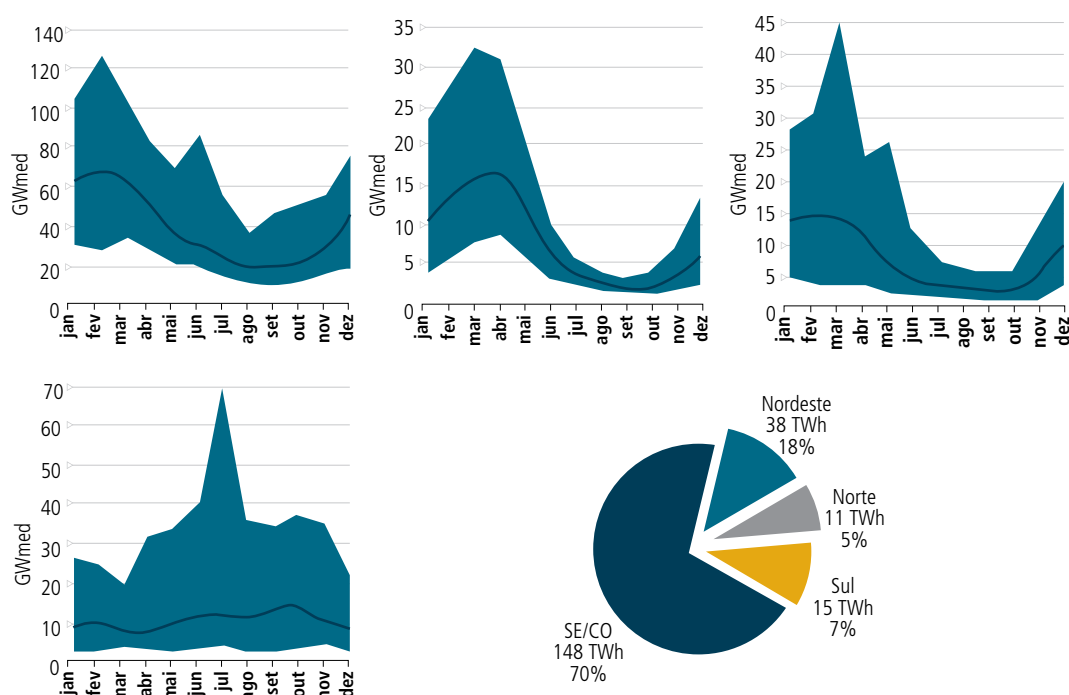 140
120
100
80
60
40
20
0
GWmed
jan
fev
mar
abr
mai
jun
jul
ago
set
out
nov
dez
35
30
25
20
15
10
5
0
GWmed
jan
fev
mar
abr
mai
jun
jul
ago
set
out
nov
dez
45
40
35
30
25
20
15
10
5
0
GWmed
jan
fev
mar
abr
mai
jun
jul
ago
set
out
nov
dez
70
60
50
40
30
20
10
0
GWmed
jan
fev
mar
abr
mai
jun
jul
ago
set
out
nov
dez
Nordeste
38 TWh
18%
Norte
11 TWh
5%
Sul
15 TWh
7%
SE/CO
148 TWh
70%